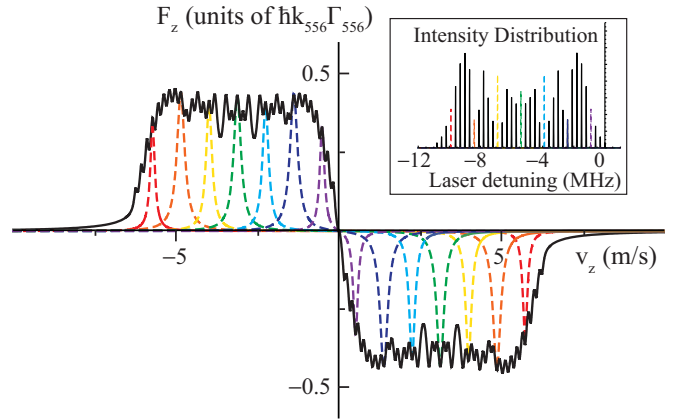 F_z (units of ħk_556Γ_556)
Intensity Distribution
−12 −8 −4 0
Laser detuning (MHz)
0.5
−5 5
v_z (m/s)
−0.5